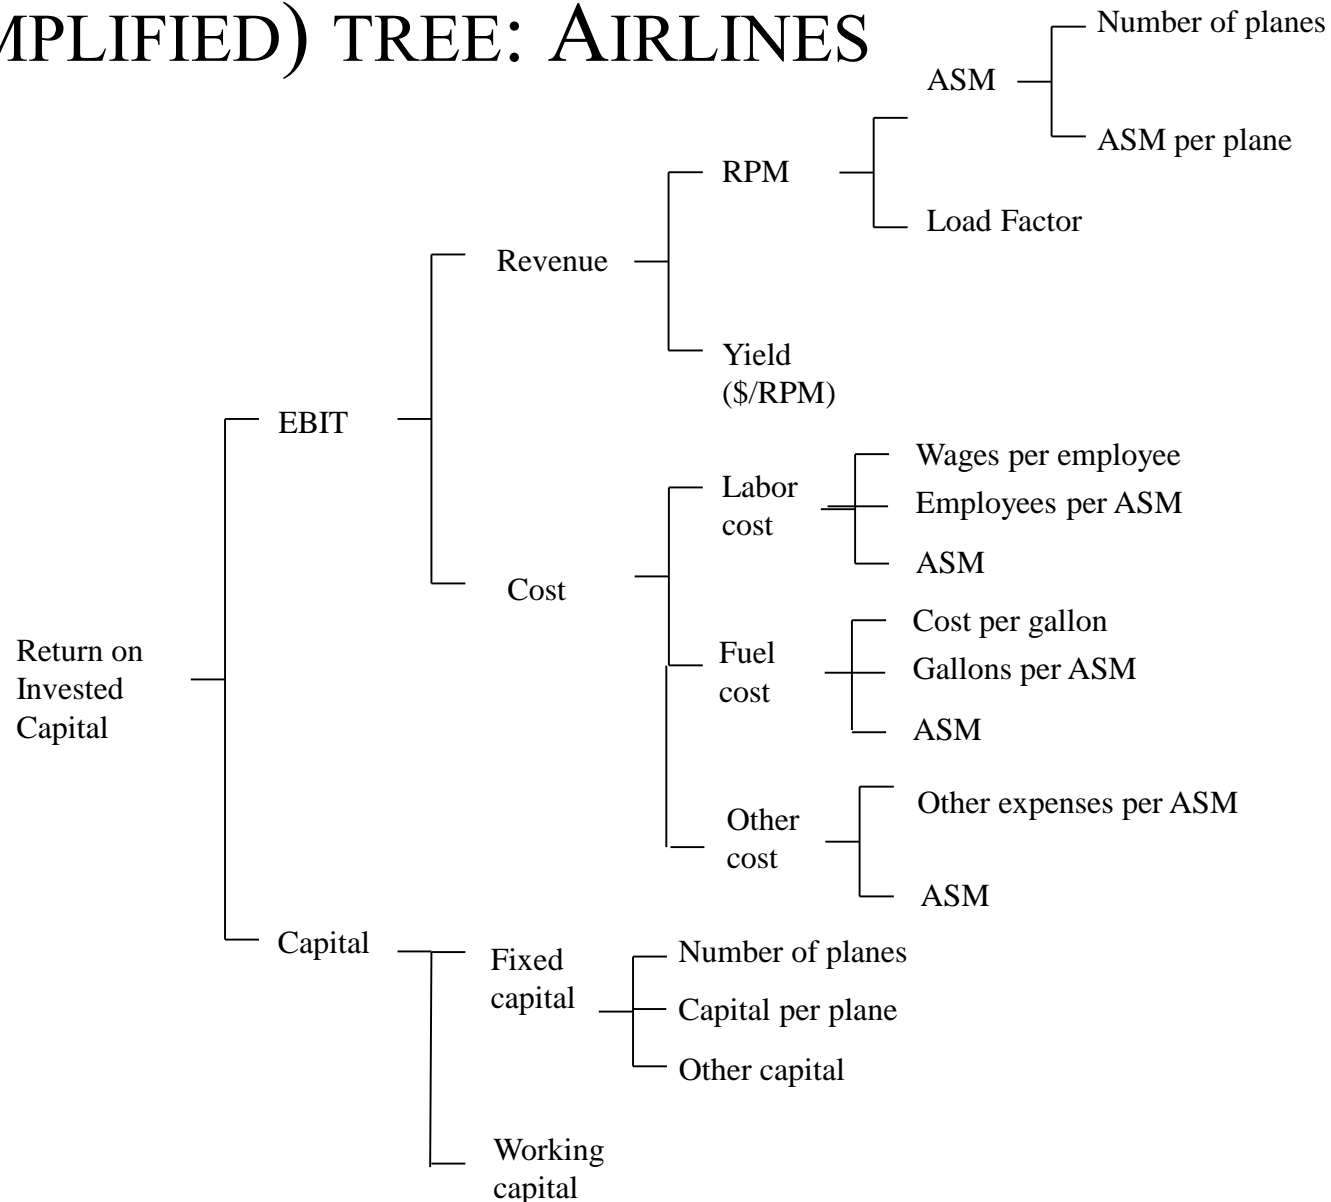 TREE: AIRLINES
Number of planes
ASM
ASM per plane
RPM
Load Factor
Revenue
Yield
($/RPM)
EBIT
Wages per employee
Labor
cost
Employees per ASM
ASM
Cost
Cost per gallon
Fuel
cost
Gallons per ASM
ASM
Return on
Invested
Capital
Other expenses per ASM
Other
cost
ASM
Capital
Fixed
capital
Number of planes
Capital per plane
Other capital
Working
capital